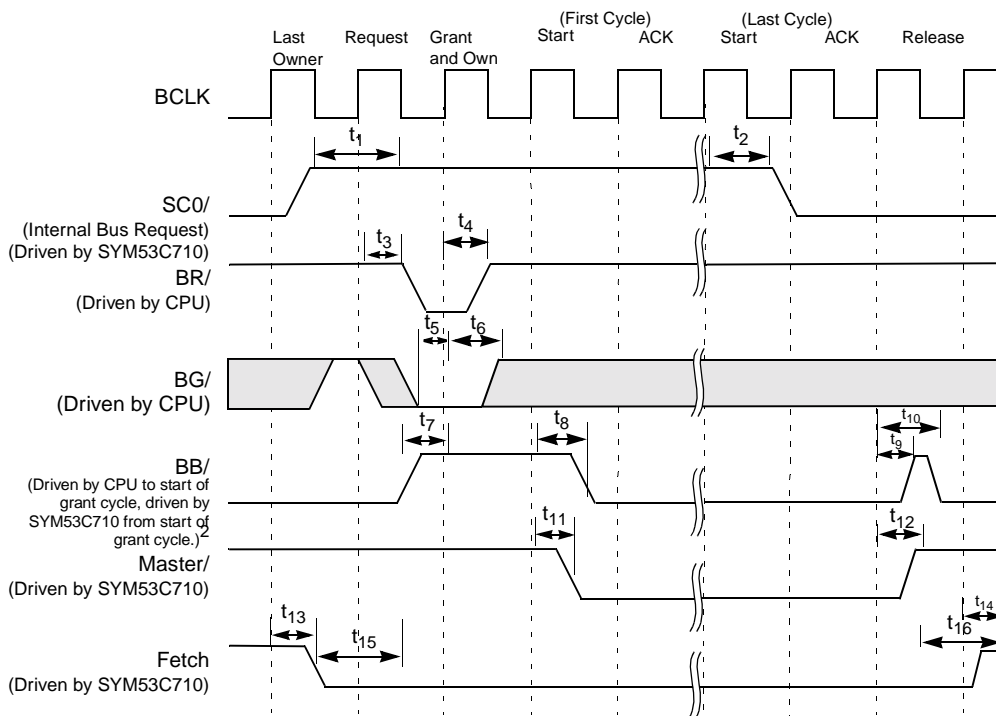 (First Cycle) (Last Cycle)
Last Owner Request Grant and Own Start ACK Start ACK Release
BCLK
t1 t2
SC0/
(Internal Bus Request)
(Driven by SYM53C710)
t3 t4
BR/
(Driven by CPU)
t5 t6
BG/
(Driven by CPU)
t7 t8 t9 t10
BB/
(Driven by CPU to start of
grant cycle, driven by
SYM53C710 from start of
grant cycle.)2
t11 t12
Master/
(Driven by SYM53C710)
t13 t15 t14 t16
Fetch
(Driven by SYM53C710)